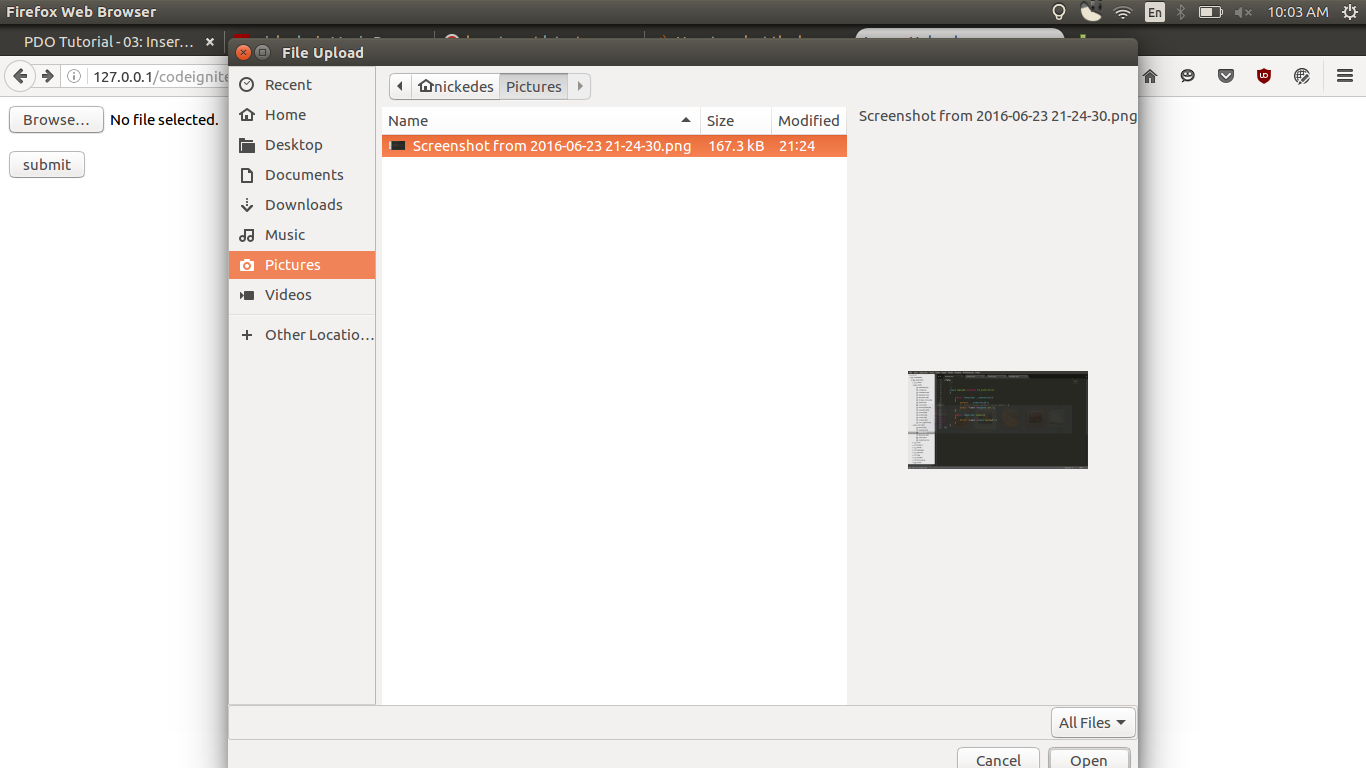 Firefox Web Browser
En
10:03 AM
PDO Tutorial - 03: Inser… ×
File Upload
127.0.0.1/codeignite
Browse… No file selected.
submit
Recent
Home
Desktop
Documents
Downloads
Music
Pictures
Videos
+ Other Locatio…
nickedes Pictures
Name Size Modified
Screenshot from 2016-06-23 21-24-30.png 167.3 kB 21:24
Screenshot from 2016-06-23 21-24-30.png
All Files
Cancel Open